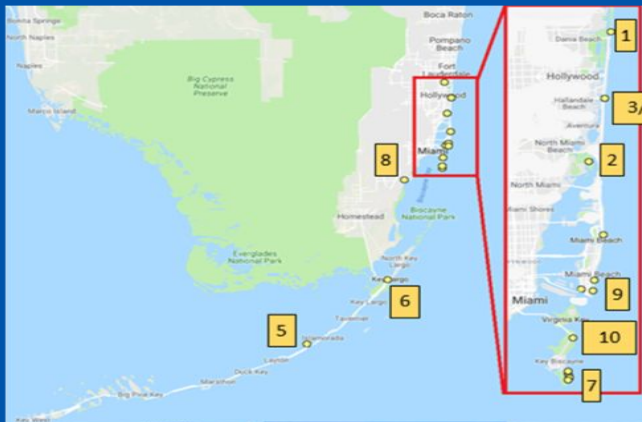 Boca Raton
Bonita Springs
North Naples
Pompano
Beach
Naples
Big Cypress
National
Preserve
Fort
Lauderdale
Marco Island
Hollywood
Miami
8
Homestead
Biscayne
National Park
Everglades
National Park
North Key
Largo
Key Largo
6
Key Largo
Tavernier
5
Islamorada
Layton
Duck Key
Marathon
Big Pine Key
Key West
1
Dania Beach
Hollywood
Hallandale
Beach
3/
Aventura
North Miami
Beach
2
North Miami
Miami Shores
Miami Beach
Miami Beach
9
Miami
Virginia Key
10
Key Biscayne
7